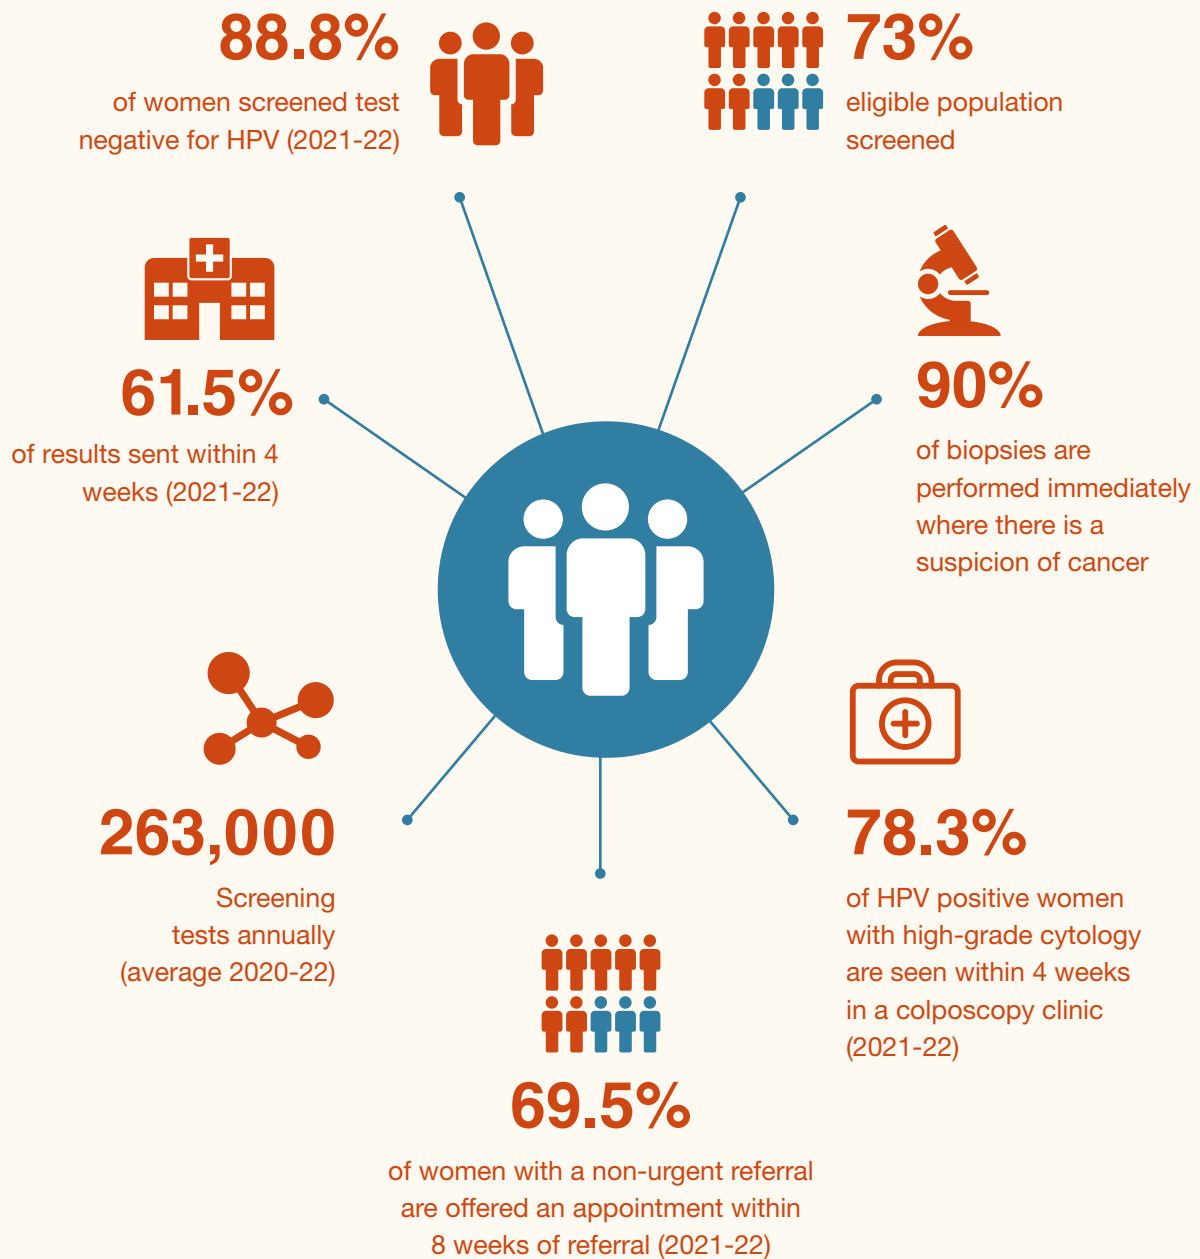 88.8%
of women screened test
negative for HPV (2021-22)
73%
eligible population
screened
61.5%
of results sent within 4
weeks (2021-22)
90%
of biopsies are
performed immediately
where there is a
suspicion of cancer
263,000
Screening
tests annually
(average 2020-22)
78.3%
of HPV positive women
with high-grade cytology
are seen within 4 weeks
in a colposcopy clinic
(2021-22)
69.5%
of women with a non-urgent referral
are offered an appointment within
8 weeks of referral (2021-22)